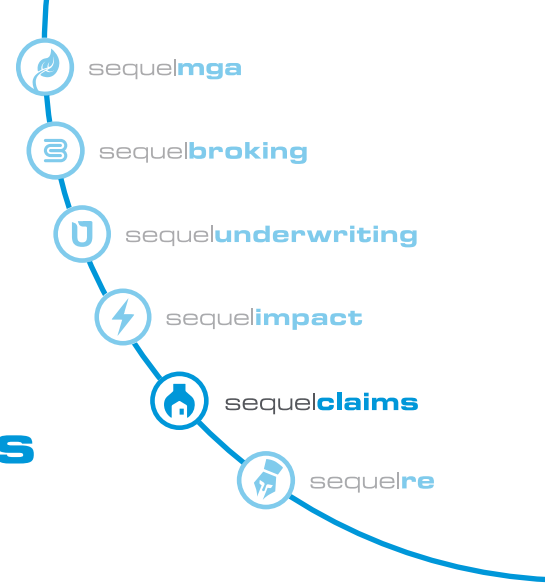 sequelmga
sequelbroking
sequelunderwriting
sequelimpact
sequelclaims
s
sequelre